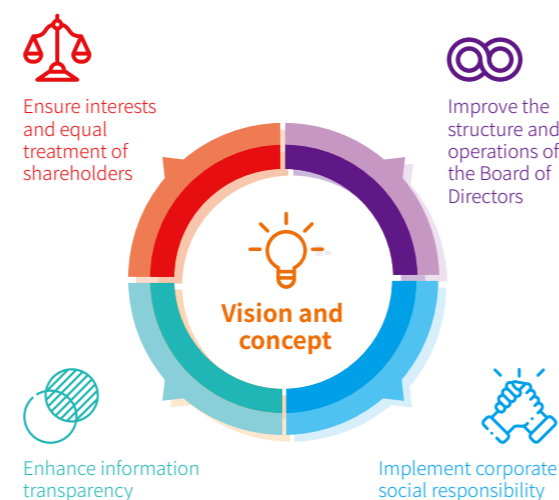 Ensure interests
and equal
treatment of
shareholders
Improve the
structure and
operations of
the Board of
Directors
Vision and
concept
Enhance information
transparency
Implement corporate
social responsibility